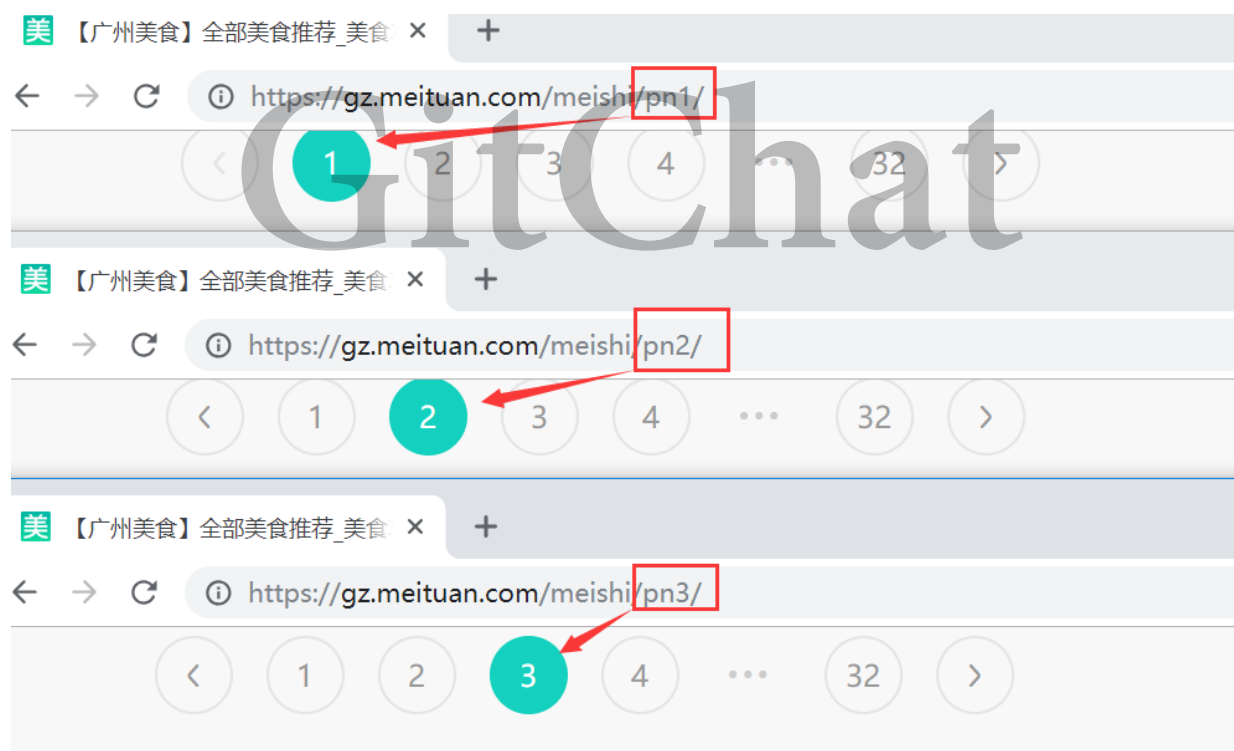 美 【广州美食】全部美食推荐_美食
https://gz.meituan.com/meishi/pn1/
1 2 3 4 ... 32
GitChat
美 【广州美食】全部美食推荐_美食
https://gz.meituan.com/meishi/pn2/
1 2 3 4 ... 32
美 【广州美食】全部美食推荐_美食
https://gz.meituan.com/meishi/pn3/
1 2 3 4 ... 32